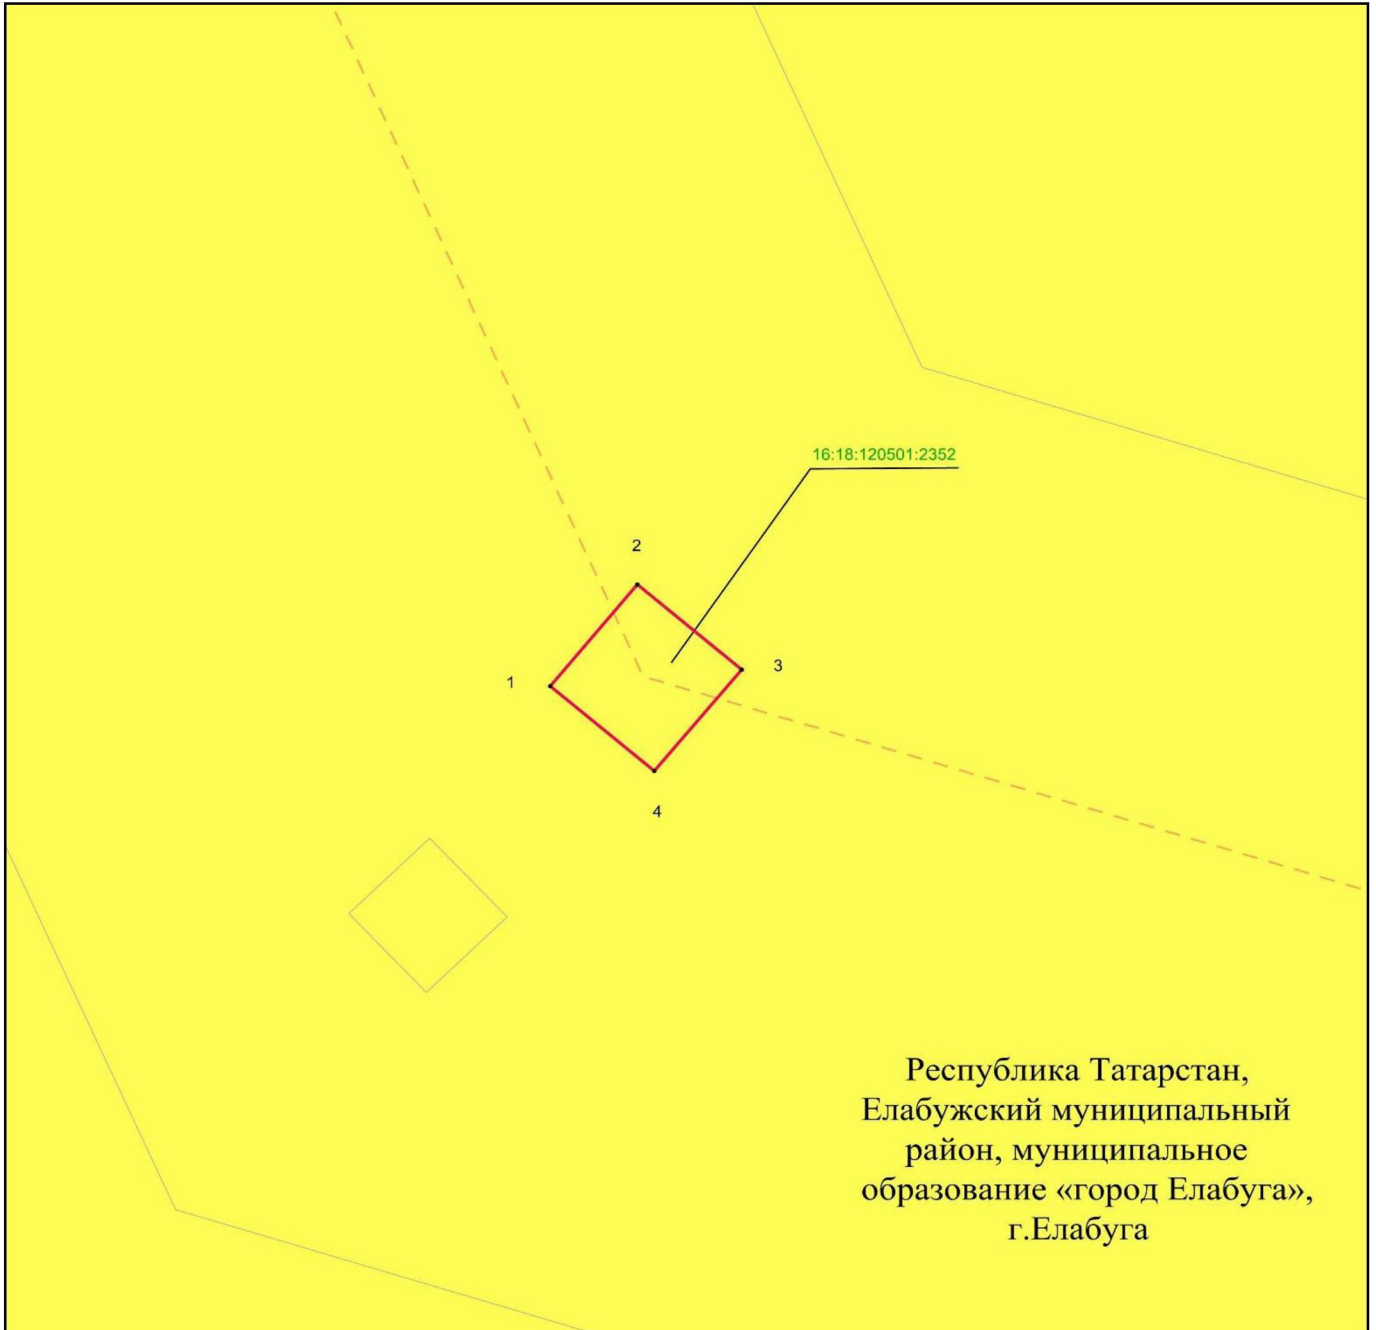 16:18:120501:2352
2
3
1
4
Республика Татарстан,
Елабужский муниципальный
район, муниципальное
образование «город Елабуга»,
г.Елабуга